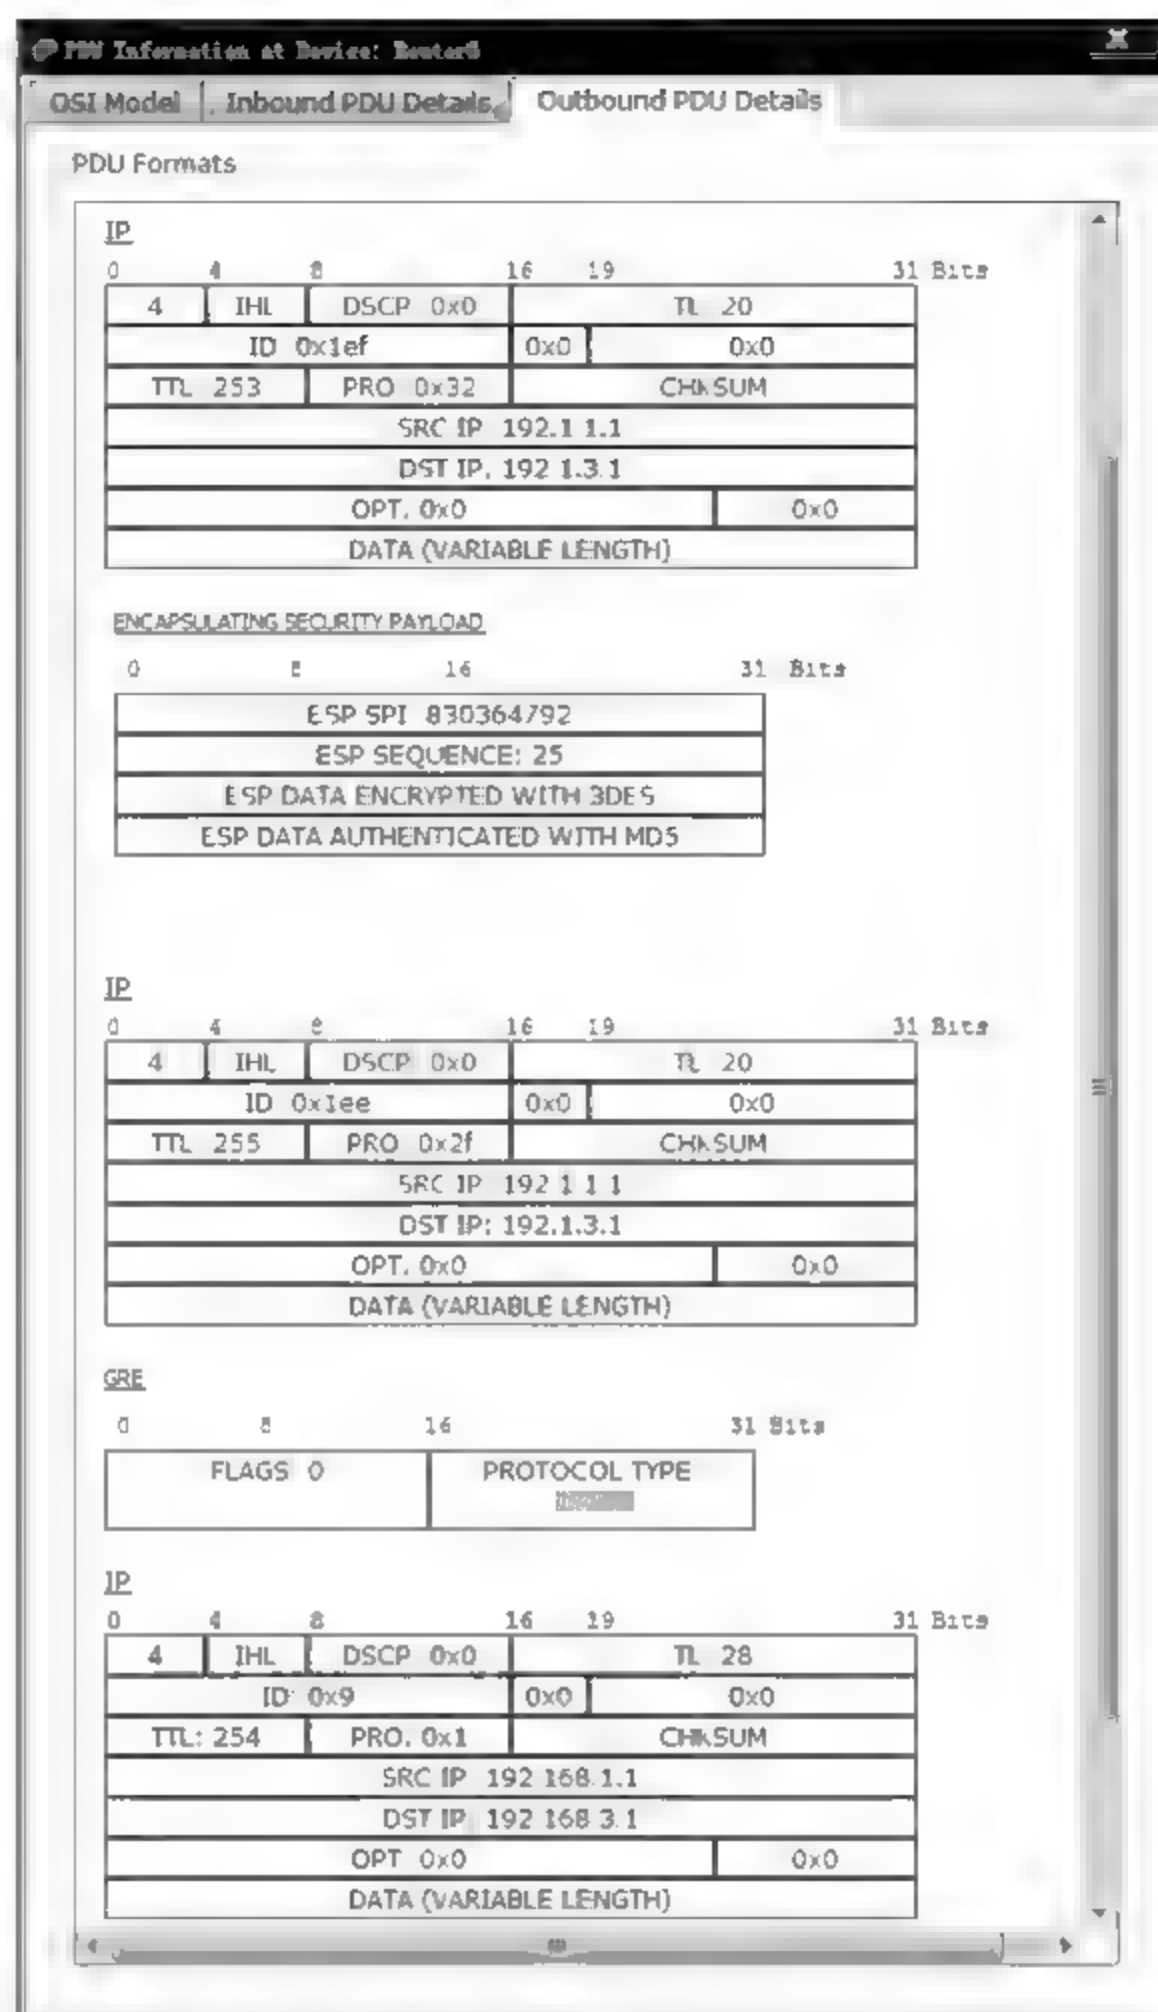 PDU Information at Device: Router5
OSI Model Inbound PDU Details Outbound PDU Details
PDU Formats
IP
0 4 8 16 19 31 Bits
4 IHL DSCP 0x0 TL 20
ID 0x1ef 0x0 0x0
TTL 253 PRO 0x32 CHKSUM
SRC IP 192.1 1.1
DST IP. 192 1.3.1
OPT. 0x0 0x0
DATA (VARIABLE LENGTH)
ENCAPSULATING SECURITY PAYLOAD
0 8 16 31 Bits
ESP SPI 830364792
ESP SEQUENCE: 25
ESP DATA ENCRYPTED WITH 3DES
ESP DATA AUTHENTICATED WITH MD5
IP
0 4 8 16 19 31 Bits
4 IHL DSCP 0x0 TL 20
ID 0x1ee 0x0 0x0
TTL 255 PRO 0x2f CHKSUM
SRC IP 192 1 1 1
DST IP: 192.1.3.1
OPT. 0x0 0x0
DATA (VARIABLE LENGTH)
GRE
0 8 16 31 Bits
FLAGS 0 PROTOCOL TYPE
IP
0 4 8 16 19 31 Bits
4 IHL DSCP 0x0 TL 28
ID: 0x9 0x0 0x0
TTL: 254 PRO. 0x1 CHKSUM
SRC IP 192 168.1.1
DST IP 192 168 3.1
OPT 0x0 0x0
DATA (VARIABLE LENGTH)